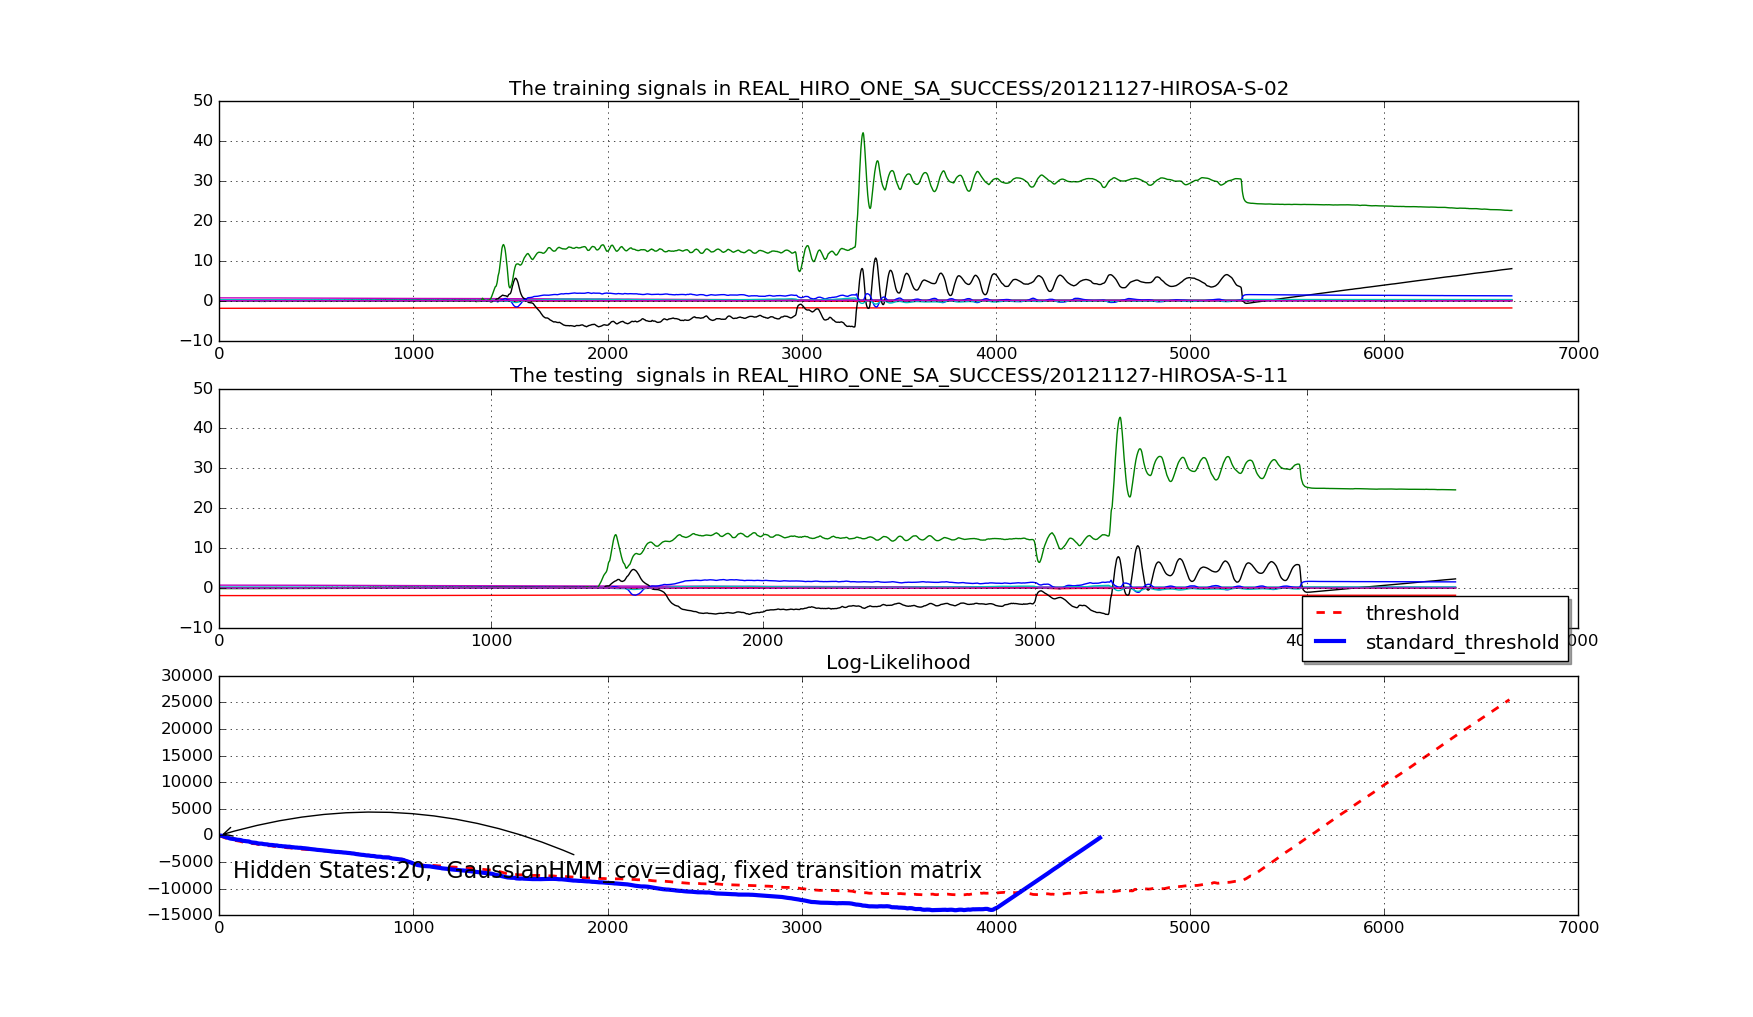 The training signals in REAL_HIRO_ONE_SA_SUCCESS/20121127-HIROSA-S-02
50
40
30
20
10
0
−10
0 1000 2000 3000 4000 5000 6000 7000
The testing  signals in REAL_HIRO_ONE_SA_SUCCESS/20121127-HIROSA-S-11
50
40
30
20
10
0
−10
0 1000 2000 3000
threshold
standard_threshold
Log-Likelihood
30000
25000
20000
15000
10000
5000
0
−5000
−10000
−15000
Hidden States:20,  GaussianHMM_cov=diag, fixed transition matrix
0 1000 2000 3000 4000 5000 6000 7000